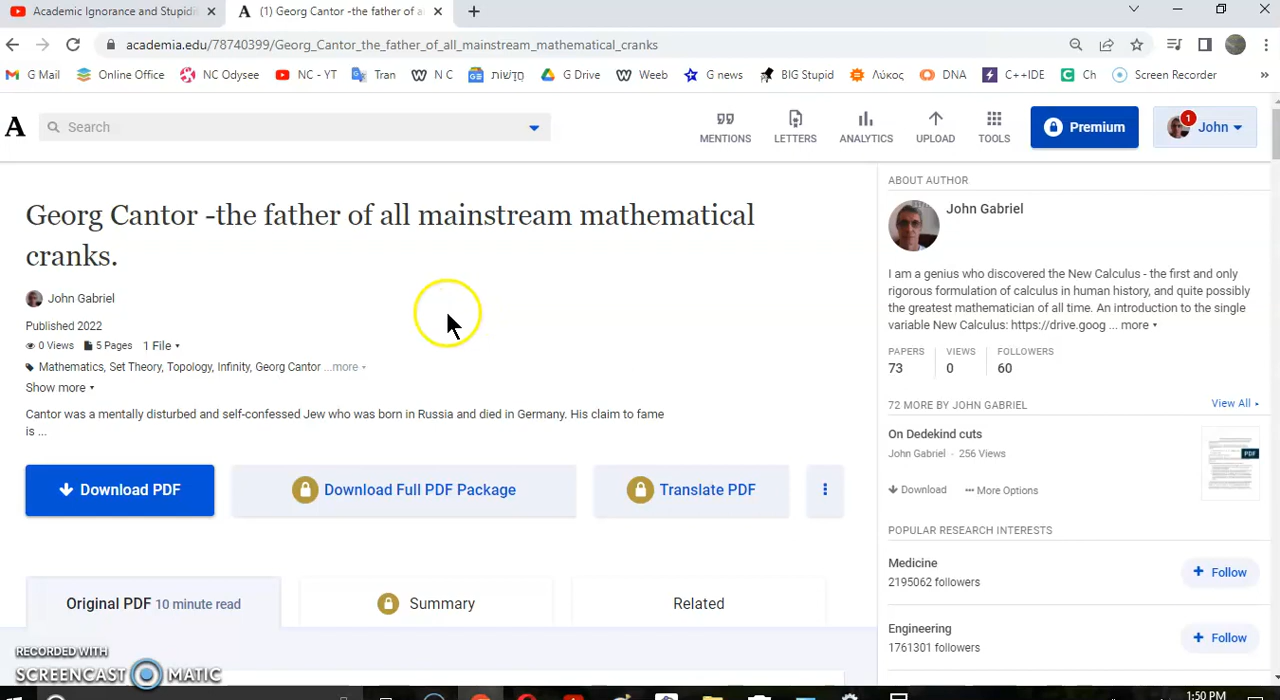 Academic Ignorance and Stupidi
(1) Georg Cantor -the father of al
academia.edu/78740399/Georg_Cantor_the_father_of_all_mainstream_mathematical_cranks
G Mail
Online Office
NC Odysee
NC - YT
Tran
N C
חֲדָשׁוֹת
G Drive
Weeb
G news
BIG Stupid
Λύκος
DNA
C++IDE
Ch
Screen Recorder
»
A
Search
MENTIONS
LETTERS
ANALYTICS
UPLOAD
TOOLS
Premium
1
John
Georg Cantor -the father of all mainstream mathematical
cranks.
John Gabriel
Published 2022
0 Views
5 Pages
1 File
Mathematics, Set Theory, Topology, Infinity, Georg Cantor ...more
Show more
Cantor was a mentally disturbed and self-confessed Jew who was born in Russia and died in Germany. His claim to fame
is ...
Download PDF
Download Full PDF Package
Translate PDF
Original PDF 10 minute read
Summary
Related
ABOUT AUTHOR
John Gabriel
I am a genius who discovered the New Calculus - the first and only
rigorous formulation of calculus in human history, and quite possibly
the greatest mathematician of all time. An introduction to the single
variable New Calculus: https://drive.goog ... more
PAPERS
VIEWS
FOLLOWERS
73
0
60
72 MORE BY JOHN GABRIEL
View All
On Dedekind cuts
John Gabriel · 256 Views
PDF
Download
••• More Options
POPULAR RESEARCH INTERESTS
Medicine
2195062 followers
+ Follow
Engineering
1761301 followers
+ Follow
RECORDED WITH
SCREENCAST MATIC
1:50 PM